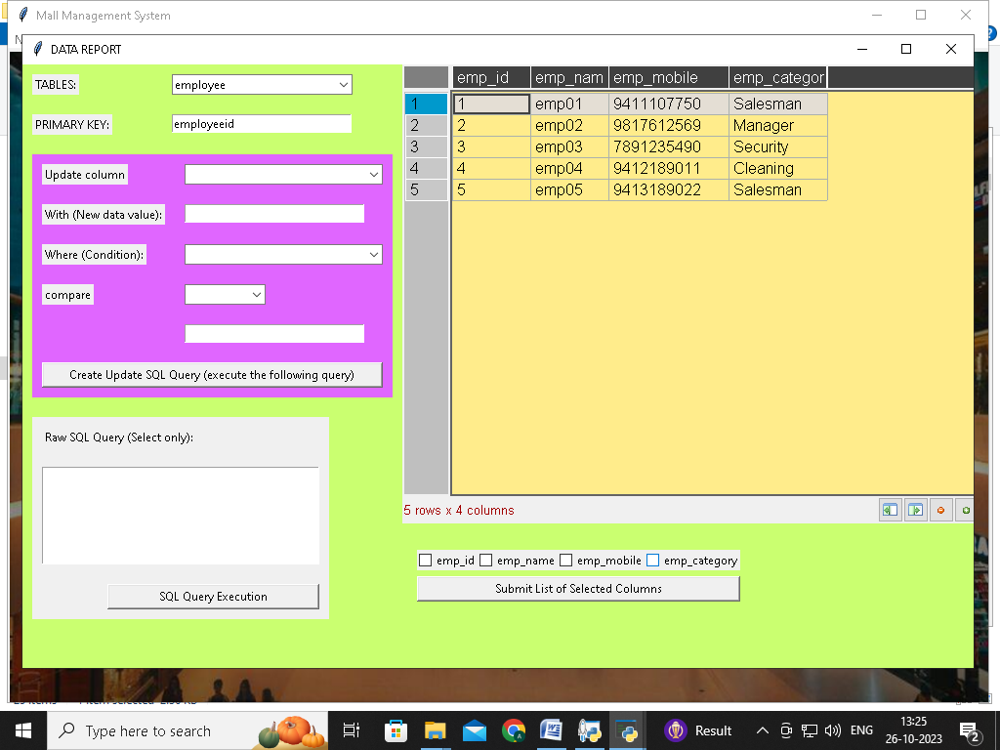 Mall Management System
DATA REPORT
TABLES:
employee
PRIMARY KEY:
employeeid
Update column
With (New data value):
Where (Condition):
compare
Create Update SQL Query (execute the following query)
Raw SQL Query (Select only):
SQL Query Execution
emp_id emp_nam emp_mobile emp_categor
1 1 emp01 9411107750 Salesman
2 2 emp02 9817612569 Manager
3 3 emp03 7891235490 Security
4 4 emp04 9412189011 Cleaning
5 5 emp05 9413189022 Salesman
5 rows x 4 columns
emp_id emp_name emp_mobile emp_category
Submit List of Selected Columns
Type here to search
Result
ENG
13:25
26-10-2023
2